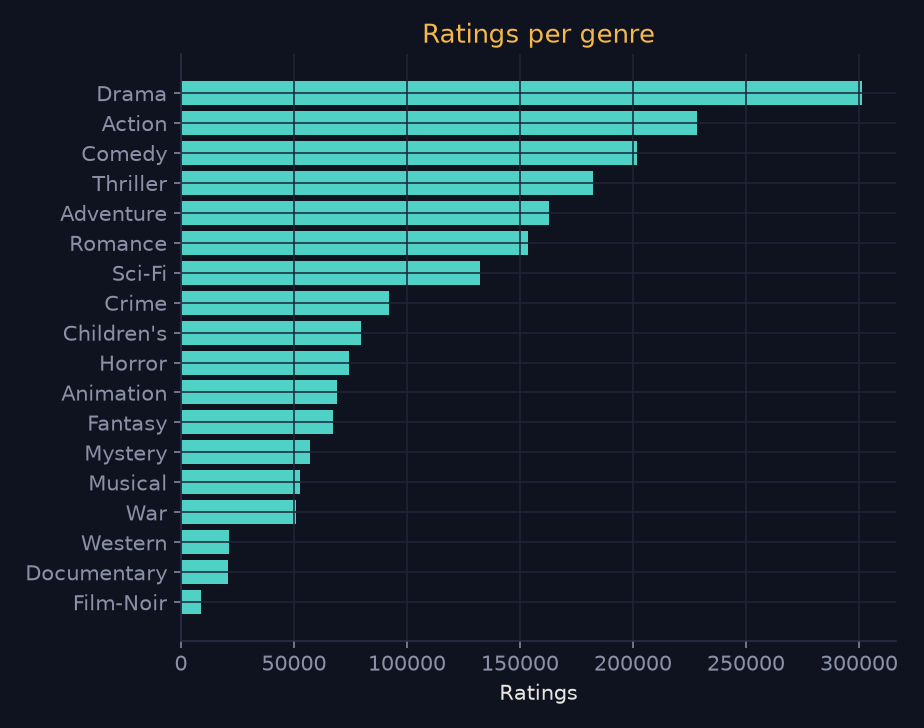 Ratings per genre
Drama
Action
Comedy
Thriller
Adventure
Romance
Sci-Fi
Crime
Children's
Horror
Animation
Fantasy
Mystery
Musical
War
Western
Documentary
Film-Noir
0 50000 100000 150000 200000 250000 300000
Ratings